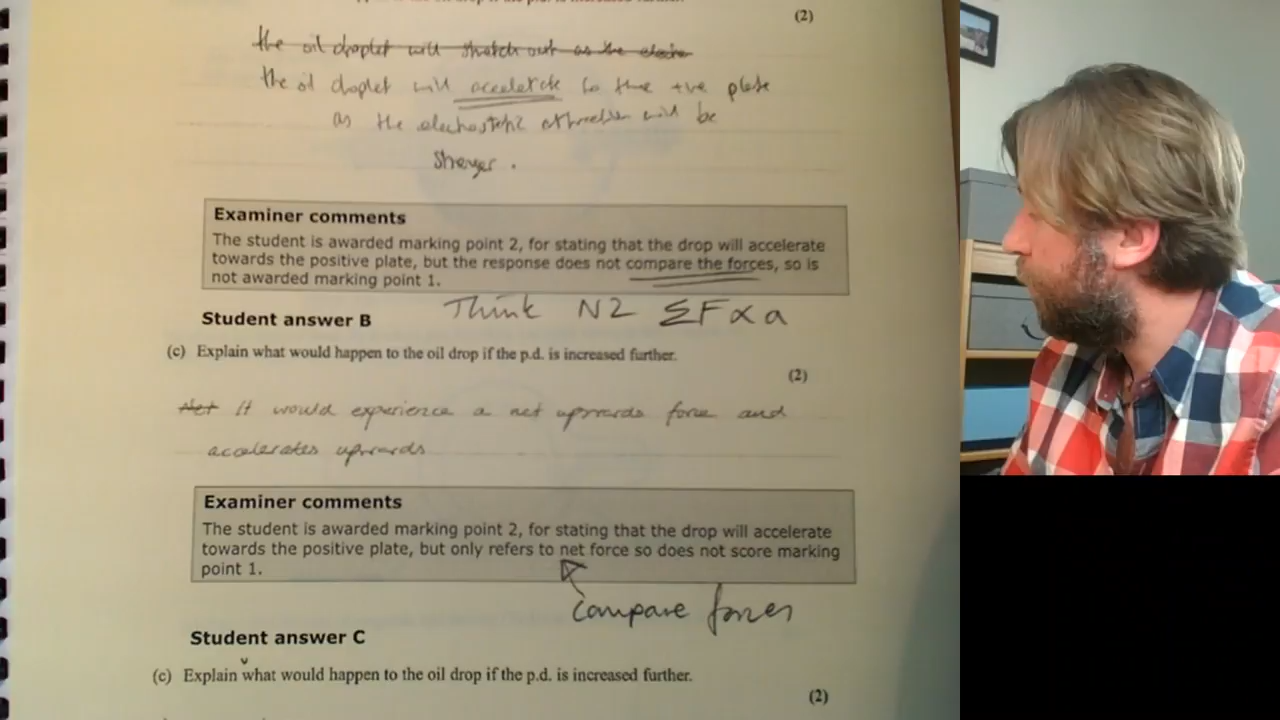 (2)
the oil droplet will stretch out as the electro
the oil droplet will accelerate to the +ve plate
as the electrostatic attraction will be
stronger.
Examiner comments
The student is awarded marking point 2, for stating that the drop will accelerate
towards the positive plate, but the response does not compare the forces, so is
not awarded marking point 1.
Think N2 ΣF∝a
Student answer B
(c) Explain what would happen to the oil drop if the p.d. is increased further.
(2)
Net It would experience a net upwards force and
accelerates upwards
Examiner comments
The student is awarded marking point 2, for stating that the drop will accelerate
towards the positive plate, but only refers to net force so does not score marking
point 1.
Compare forces
Student answer C
(c) Explain what would happen to the oil drop if the p.d. is increased further.
(2)